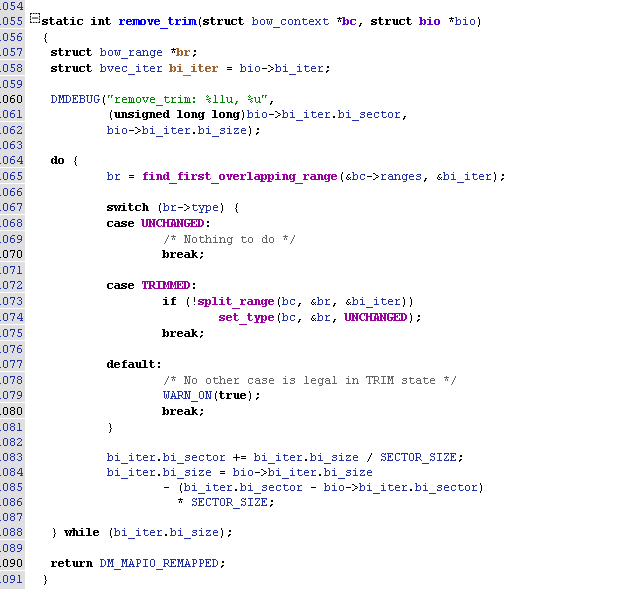 .054
.055 static int remove_trim(struct bow_context *bc, struct bio *bio)
.056 {
.057 struct bow_range *br;
.058 struct bvec_iter bi_iter = bio->bi_iter;
.059
.060 DMDEBUG("remove_trim: %llu, %u",
.061 (unsigned long long)bio->bi_iter.bi_sector,
.062 bio->bi_iter.bi_size);
.063
.064 do {
.065 br = find_first_overlapping_range(&bc->ranges, &bi_iter);
.066
.067 switch (br->type) {
.068 case UNCHANGED:
.069 /* Nothing to do */
.070 break;
.071
.072 case TRIMMED:
.073 if (!split_range(bc, &br, &bi_iter))
.074 set_type(bc, &br, UNCHANGED);
.075 break;
.076
.077 default:
.078 /* No other case is legal in TRIM state */
.079 WARN_ON(true);
.080 break;
.081 }
.082
.083 bi_iter.bi_sector += bi_iter.bi_size / SECTOR_SIZE;
.084 bi_iter.bi_size = bio->bi_iter.bi_size
.085 - (bi_iter.bi_sector - bio->bi_iter.bi_sector)
.086 * SECTOR_SIZE;
.087
.088 } while (bi_iter.bi_size);
.089
.090 return DM_MAPIO_REMAPPED;
.091 }